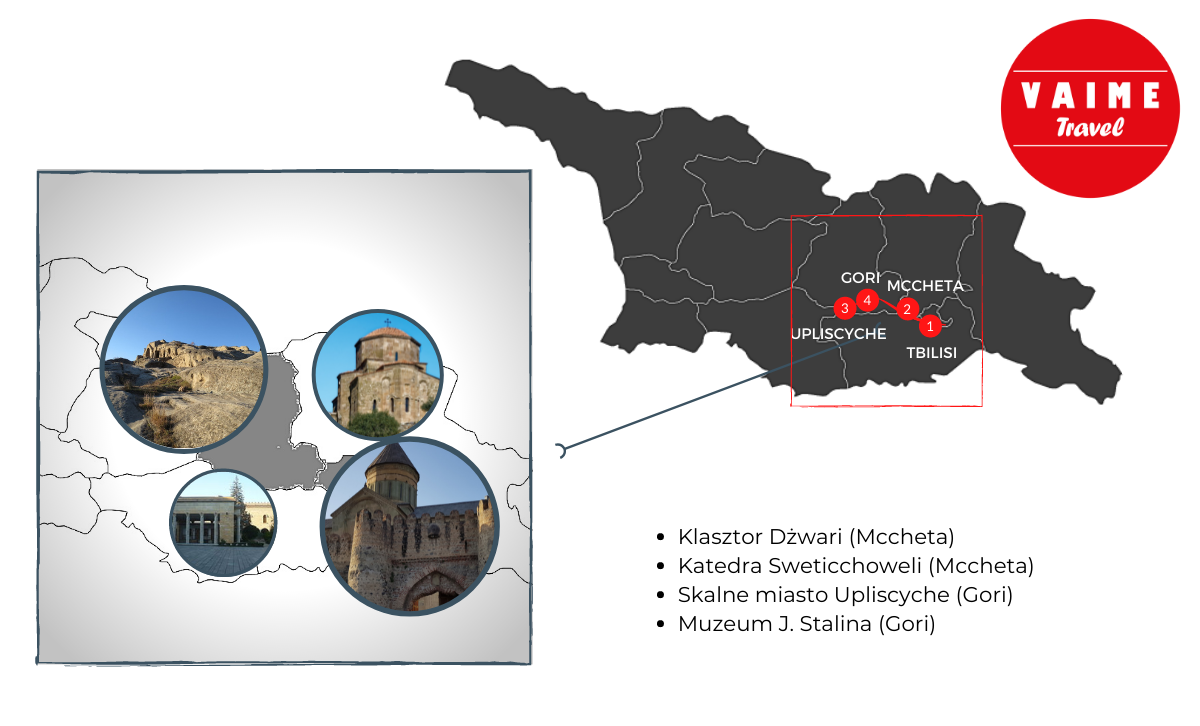 VAIME
Travel
GORI
MCCHETA
3
4
2
1
UPLISCYCHE
TBILISI
Klasztor Dżwari (Mccheta)
Katedra Sweticchoweli (Mccheta)
Skalne miasto Upliscyche (Gori)
Muzeum J. Stalina (Gori)